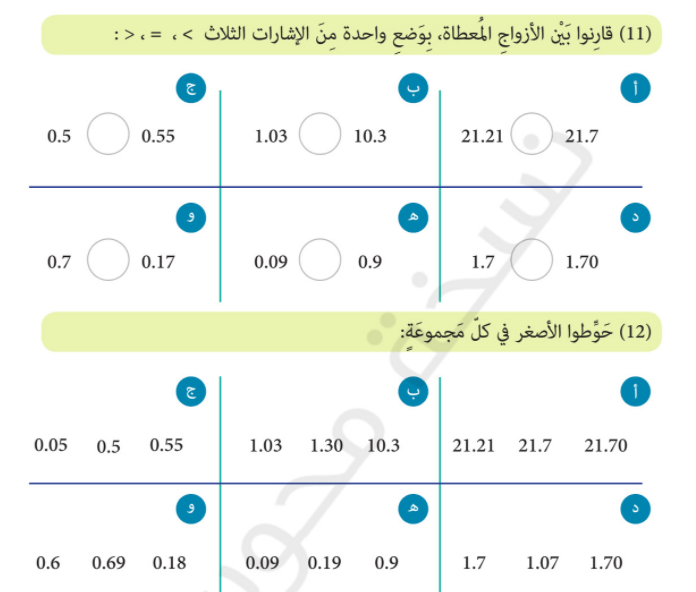 (11) قارِنوا بَيْن الأزواجِ المُعطاة، بِوَضعِ واحدة مِنَ الإشارات الثلاث > ، = ، < :
أ ب ج
21.21 21.7
1.03 10.3
0.5 0.55
د ه و
1.7 1.70
0.09 0.9
0.7 0.17
(12) حَوِّطوا الأصغر في كلّ مَجموعَةٍ:
أ ب ج
21.21 21.7 21.70
1.03 1.30 10.3
0.05 0.5 0.55
د ه و
1.7 1.07 1.70
0.09 0.19 0.9
0.6 0.69 0.18